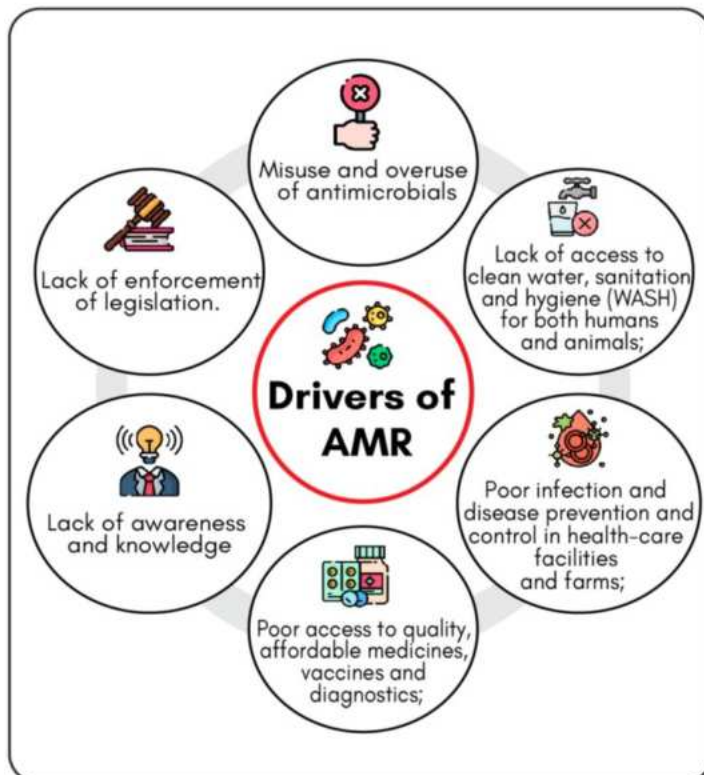 Misuse and overuse
of antimicrobials
Lack of access to
clean water, sanitation
and hygiene (WASH)
for both humans
and animals;
Poor infection and
disease prevention and
control in health-care
facilities
and farms;
Poor access to quality,
affordable medicines,
vaccines and
diagnostics;
Lack of awareness
and knowledge
Lack of enforcement
of legislation.
Drivers of
AMR